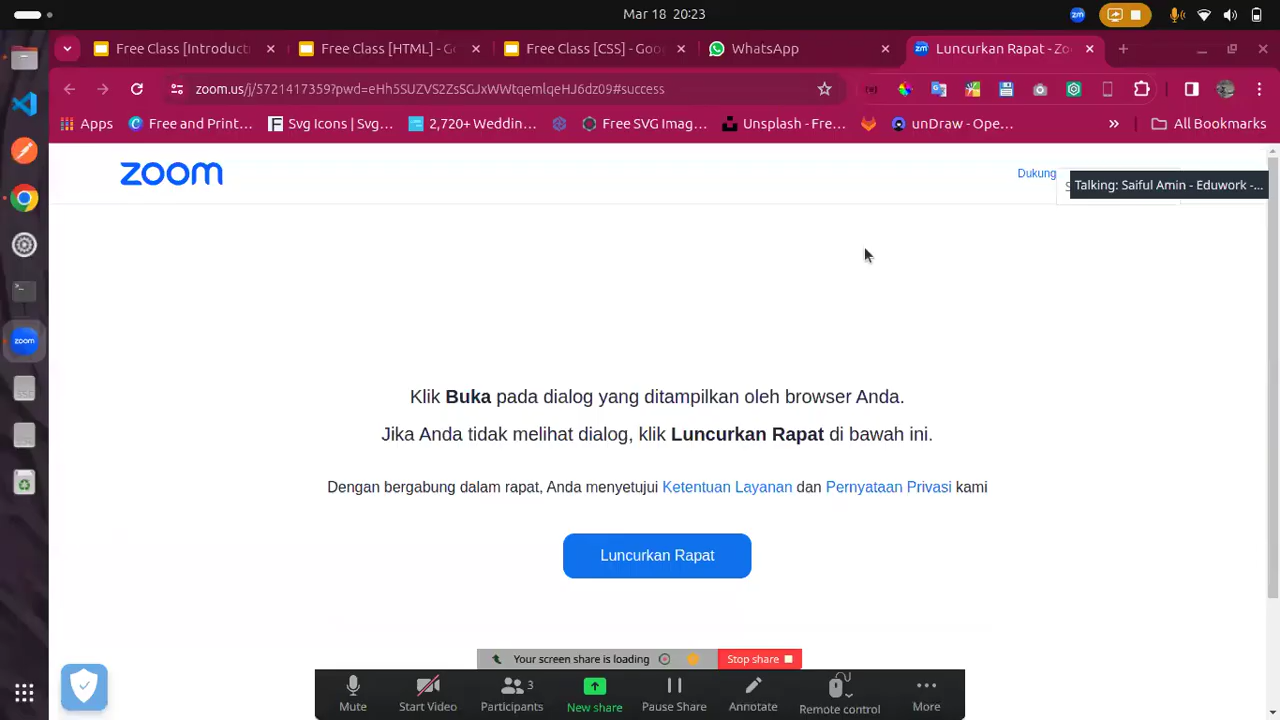 Mar 18 20:23
Free Class [Introducti
Free Class [HTML] - Go
Free Class [CSS] - Goo
WhatsApp
Luncurkan Rapat - Zo
zoom.us/j/5721417359?pwd=eHh5SUZVS2ZsSGJxWWtqemlqeHJ6dz09#success
Apps
Free and Print…
Svg Icons | Svg…
2,720+ Weddin…
Free SVG Imag…
Unsplash - Fre…
unDraw - Ope…
»
All Bookmarks
zoom
Dukung
Talking: Saiful Amin - Eduwork -...
Klik Buka pada dialog yang ditampilkan oleh browser Anda.
Jika Anda tidak melihat dialog, klik Luncurkan Rapat di bawah ini.
Dengan bergabung dalam rapat, Anda menyetujui Ketentuan Layanan dan Pernyataan Privasi kami
Luncurkan Rapat
Your screen share is loading
Stop share
Mute
Start Video
Participants
3
New share
Pause Share
Annotate
Remote control
More